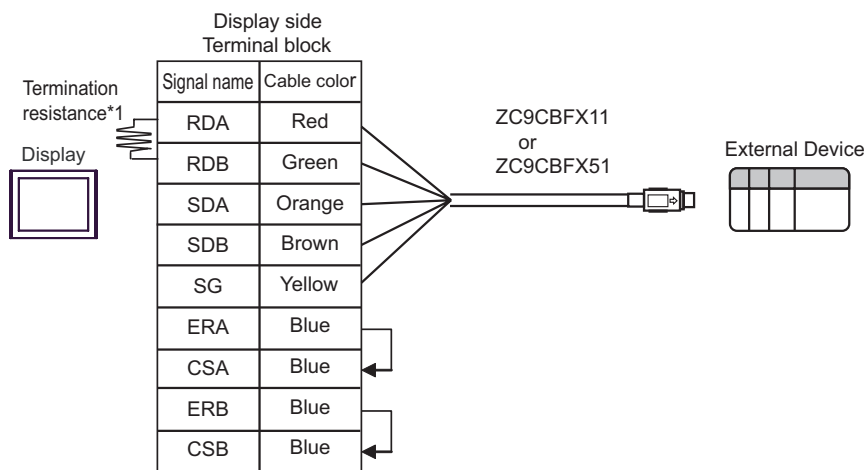 Display side
Terminal block
Signal name Cable color
Termination
resistance*1
Display
RDA Red
RDB Green
SDA Orange
SDB Brown
SG Yellow
ERA Blue
CSA Blue
ERB Blue
CSB Blue
ZC9CBFX11
or
ZC9CBFX51
External Device